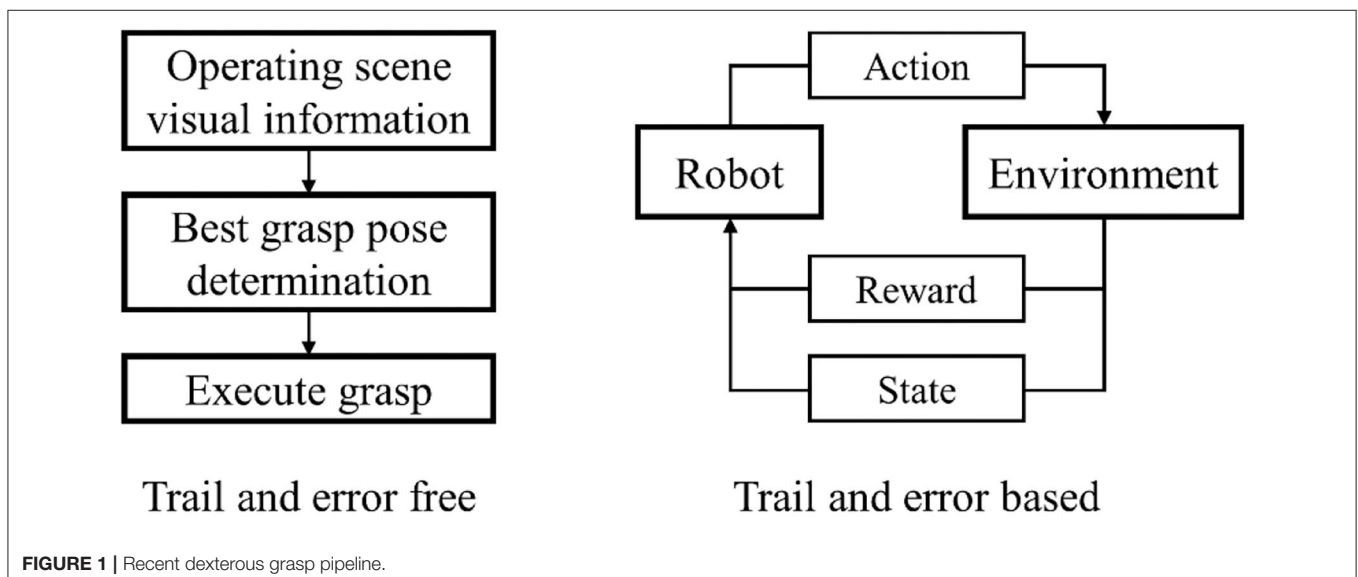 Operating scene
visual information
Best grasp pose
determination
Execute grasp
Trail and error free
Action
Robot
Environment
Reward
State
Trail and error based
FIGURE 1 | Recent dexterous grasp pipeline.